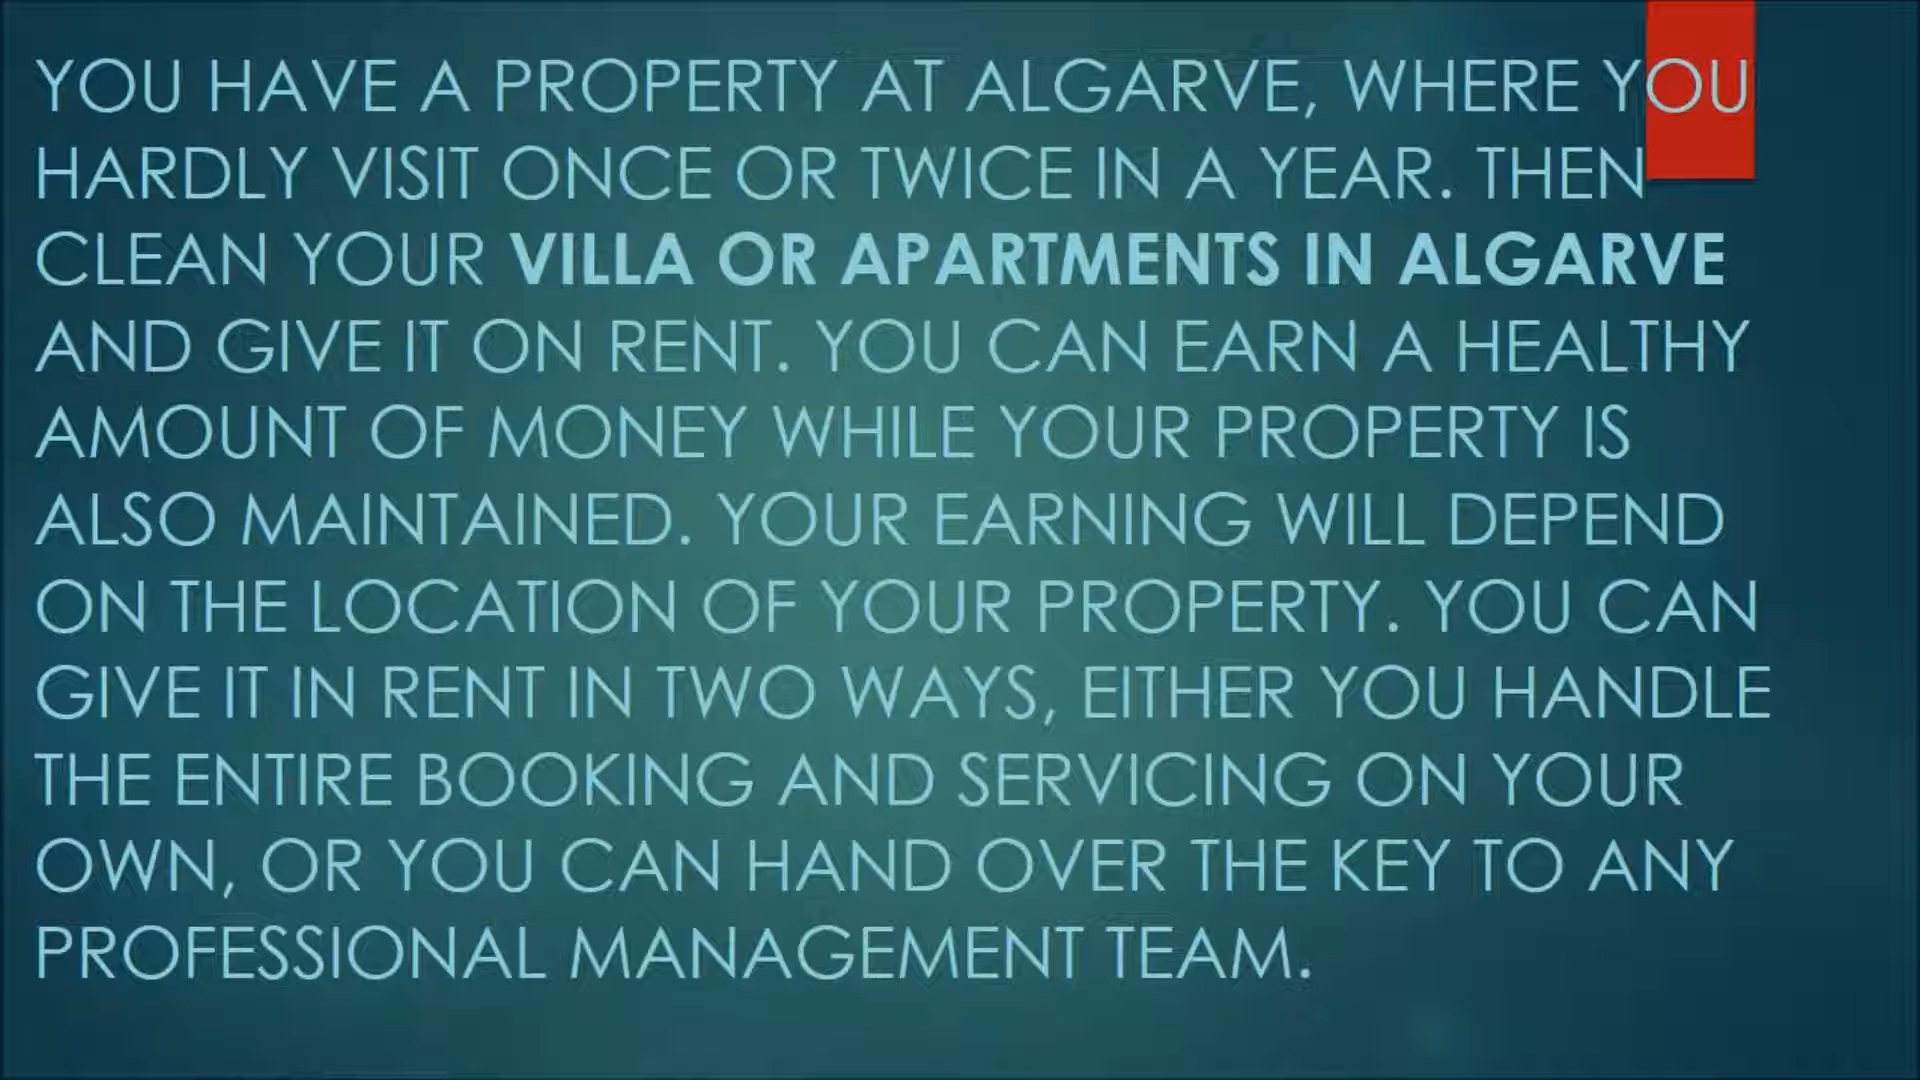 YOU HAVE A PROPERTY AT ALGARVE, WHERE YOU
HARDLY VISIT ONCE OR TWICE IN A YEAR. THEN
CLEAN YOUR VILLA OR APARTMENTS IN ALGARVE
AND GIVE IT ON RENT. YOU CAN EARN A HEALTHY
AMOUNT OF MONEY WHILE YOUR PROPERTY IS
ALSO MAINTAINED. YOUR EARNING WILL DEPEND
ON THE LOCATION OF YOUR PROPERTY. YOU CAN
GIVE IT IN RENT IN TWO WAYS, EITHER YOU HANDLE
THE ENTIRE BOOKING AND SERVICING ON YOUR
OWN, OR YOU CAN HAND OVER THE KEY TO ANY
PROFESSIONAL MANAGEMENT TEAM.